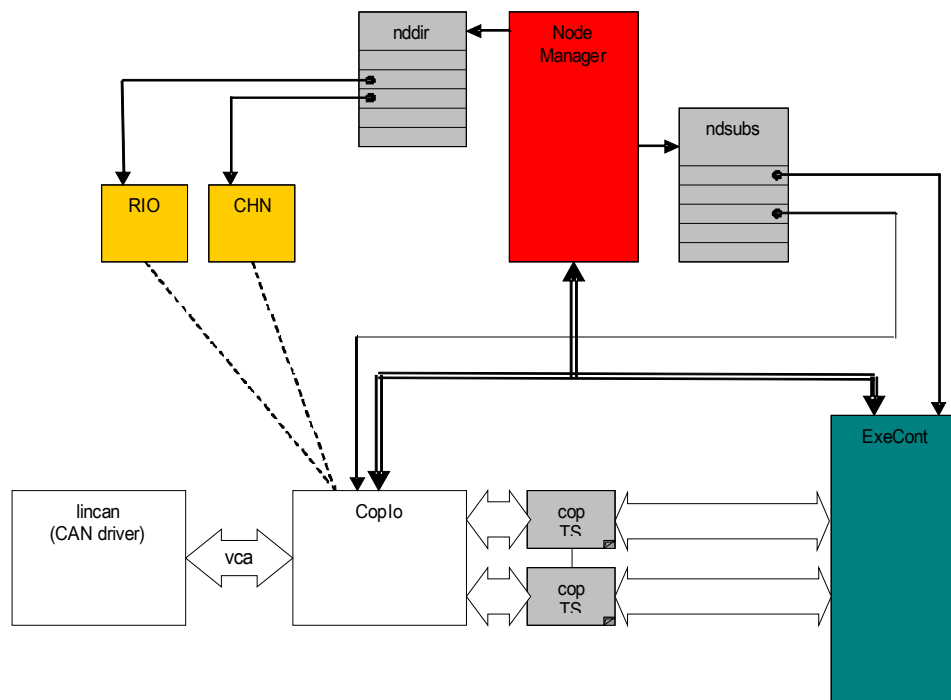 nddir
Node
Manager
ndsubs
RIO
CHN
ExeCont
lincan
(CAN driver)
vca
CopIo
cop
TS
cop
TS